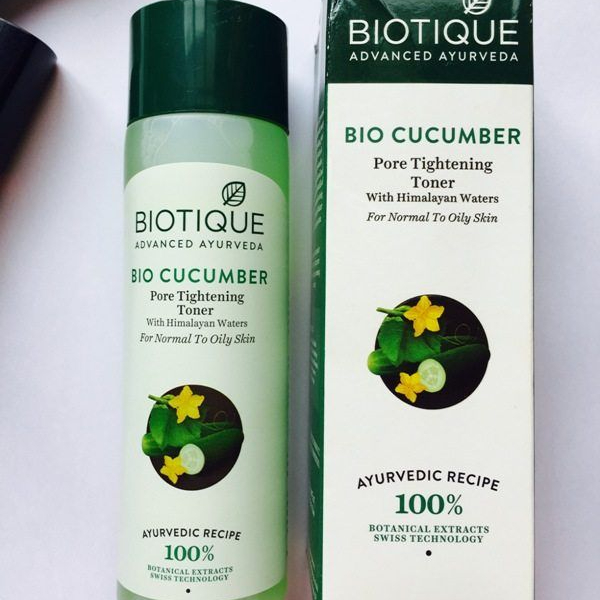 BIOTIQUE
ADVANCED AYURVEDA
BIO CUCUMBER
Pore Tightening
Toner
With Himalayan Waters
For Normal To Oily Skin
AYURVEDIC RECIPE
100%
BOTANICAL EXTRACTS
SWISS TECHNOLOGY
BIOTIQUE
ADVANCED AYURVEDA
BIO CUCUMBER
Pore Tightening
Toner
With Himalayan Waters
For Normal To Oily Skin
AYURVEDIC RECIPE
100%
BOTANICAL EXTRACTS
SWISS TECHNOLOGY